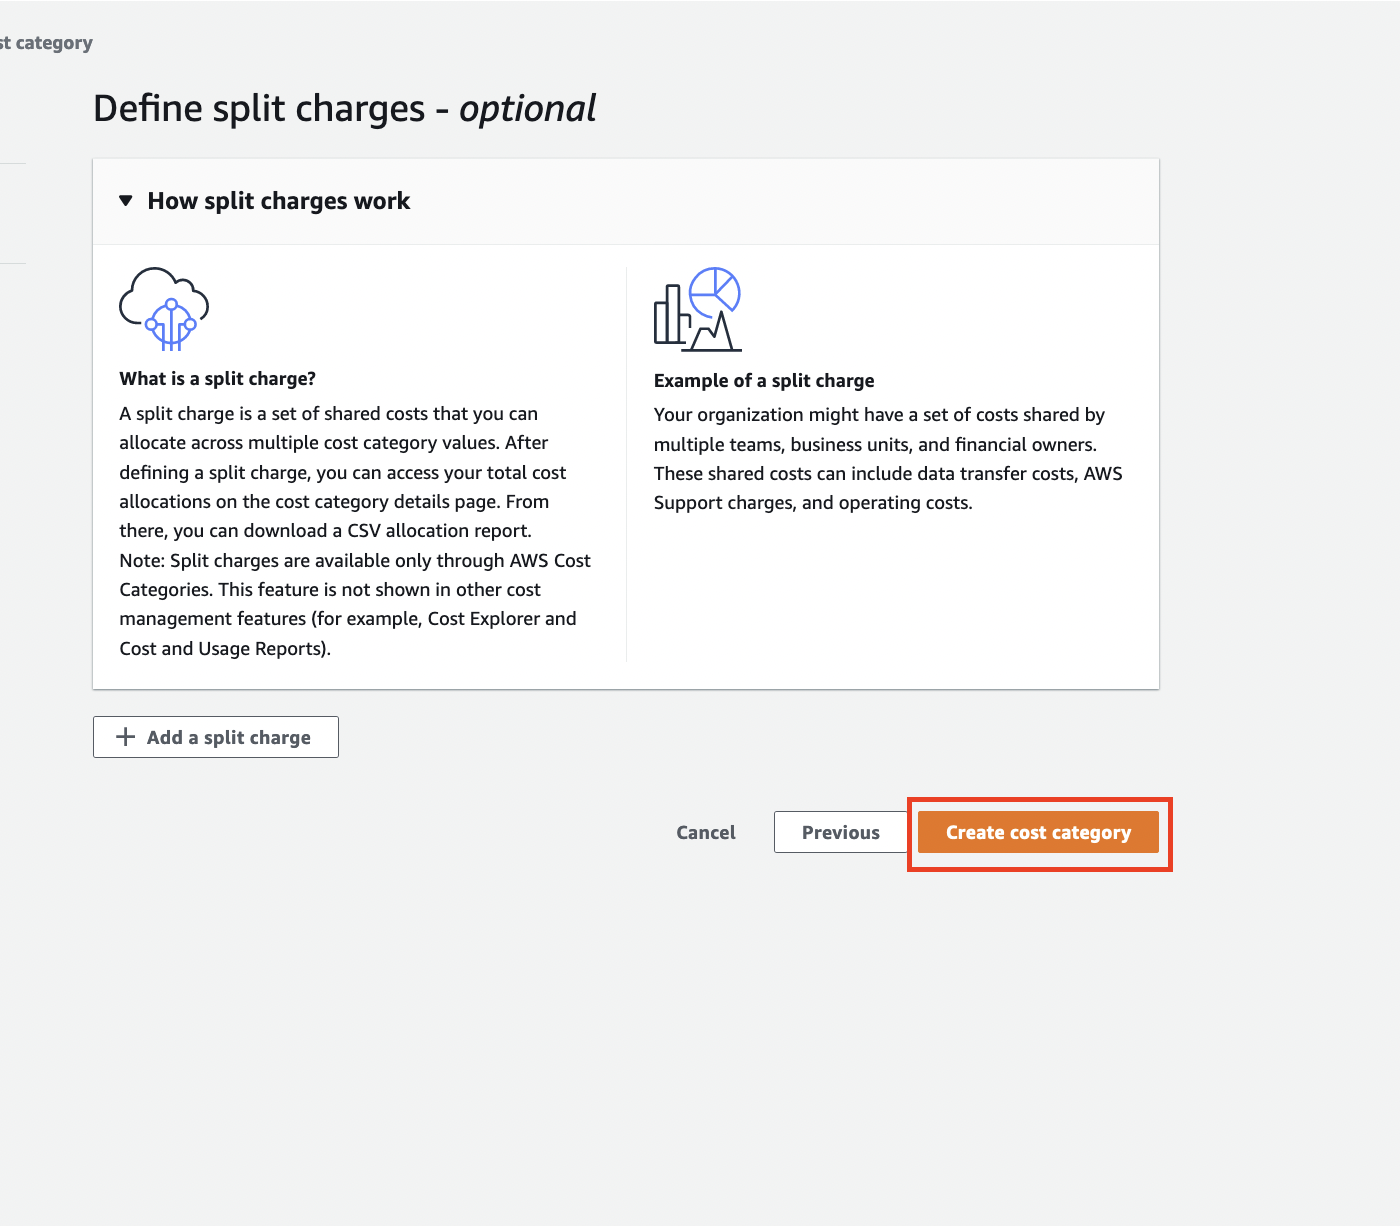 st category
Define split charges - optional
How split charges work
What is a split charge?
A split charge is a set of shared costs that you can
allocate across multiple cost category values. After
defining a split charge, you can access your total cost
allocations on the cost category details page. From
there, you can download a CSV allocation report.
Note: Split charges are available only through AWS Cost
Categories. This feature is not shown in other cost
management features (for example, Cost Explorer and
Cost and Usage Reports).
Example of a split charge
Your organization might have a set of costs shared by
multiple teams, business units, and financial owners.
These shared costs can include data transfer costs, AWS
Support charges, and operating costs.
Add a split charge
Cancel
Previous
Create cost category